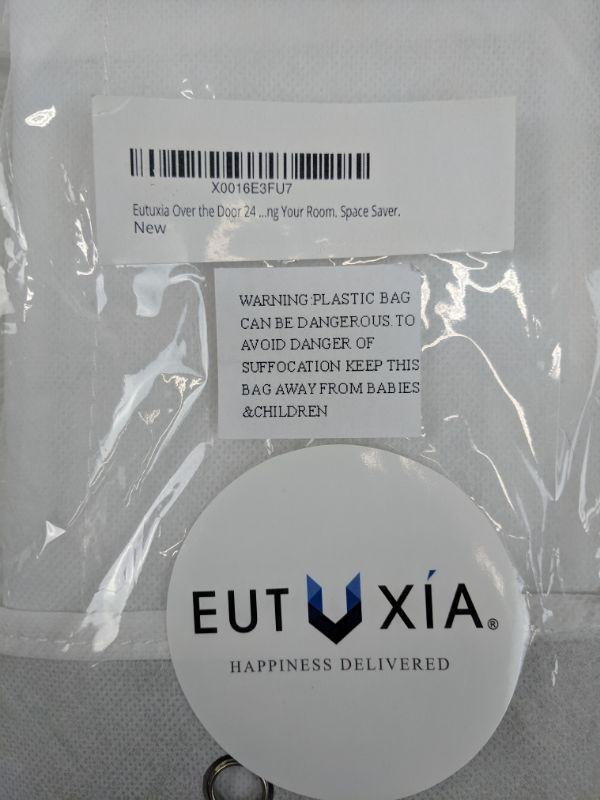 X0016E3FU7
Eutuxia Over the Door 24 ...ng Your Room. Space Saver.
New
WARNING:PLASTIC BAG
CAN BE DANGEROUS. TO
AVOID DANGER OF
SUFFOCATION KEEP THIS
BAG AWAY FROM BABIES
&CHILDREN
EUTUXÍA®
HAPPINESS DELIVERED